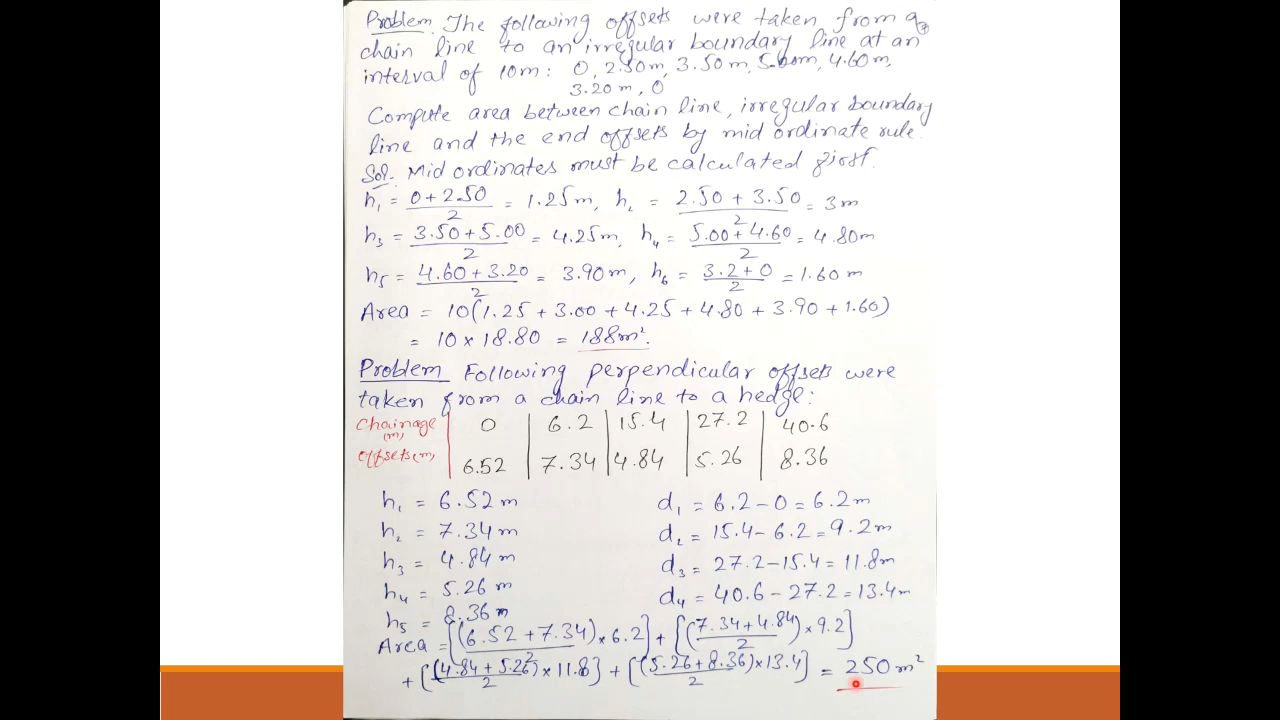 Problem. The following offsets were taken from a
chain line to an irregular boundary line at an
interval of 10m: 0, 2.50m, 3.50m, 5.00m, 4.60m,
3.20m, 0
Compute area between chain line, irregular boundary
line and the end offsets by mid ordinate rule.
Sol. Mid ordinates must be calculated first.
h₁ = (0 + 2.50)/2 = 1.25m, h₂ = (2.50 + 3.50)/2 = 3m
h₃ = (3.50 + 5.00)/2 = 4.25m, h₄ = (5.00 + 4.60)/2 = 4.80m
h₅ = (4.60 + 3.20)/2 = 3.90m, h₆ = (3.2 + 0)/2 = 1.60 m
Area = 10(1.25 + 3.00 + 4.25 + 4.80 + 3.90 + 1.60)
= 10 × 18.80 = 188m².
Problem Following perpendicular offsets were
taken from a chain line to a hedge:
Chainage (m) 0 6.2 15.4 27.2 40.6
offsets (m) 6.52 7.34 4.84 5.26 8.36
h₁ = 6.52 m d₁ = 6.2 – 0 = 6.2m
h₂ = 7.34 m d₂ = 15.4 – 6.2 = 9.2m
h₃ = 4.84 m d₃ = 27.2 – 15.4 = 11.8m
h₄ = 5.26 m d₄ = 40.6 – 27.2 = 13.4m
h₅ = 8.36 m
Area = [((6.52 + 7.34)/2) × 6.2] + [((7.34 + 4.84)/2) × 9.2]
+ [((4.84 + 5.26)/2) × 11.8] + [((5.26 + 8.36)/2) × 13.4] = 250 m²